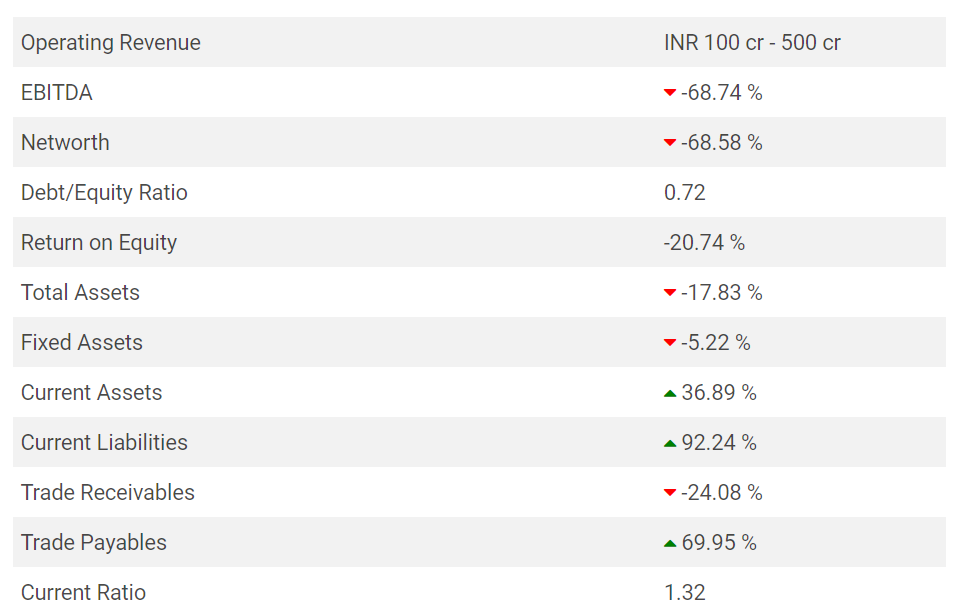 Operating Revenue INR 100 cr - 500 cr
EBITDA -68.74 %
Networth -68.58 %
Debt/Equity Ratio 0.72
Return on Equity -20.74 %
Total Assets -17.83 %
Fixed Assets -5.22 %
Current Assets 36.89 %
Current Liabilities 92.24 %
Trade Receivables -24.08 %
Trade Payables 69.95 %
Current Ratio 1.32